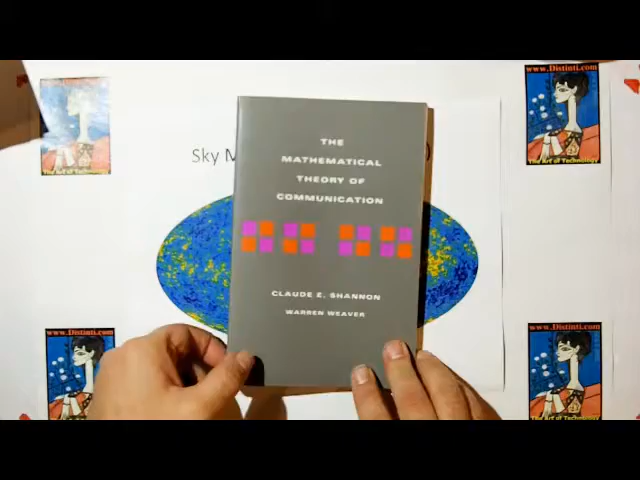 www.Distinti.com
The Art of Technology
www.Distinti.com
The Art of Technology
Sky
THE
MATHEMATICAL
THEORY OF
COMMUNICATION
CLAUDE E. SHANNON
WARREN WEAVER
www.Distinti.com
The Art of Technology
www.Distinti.com
The Art of Technology